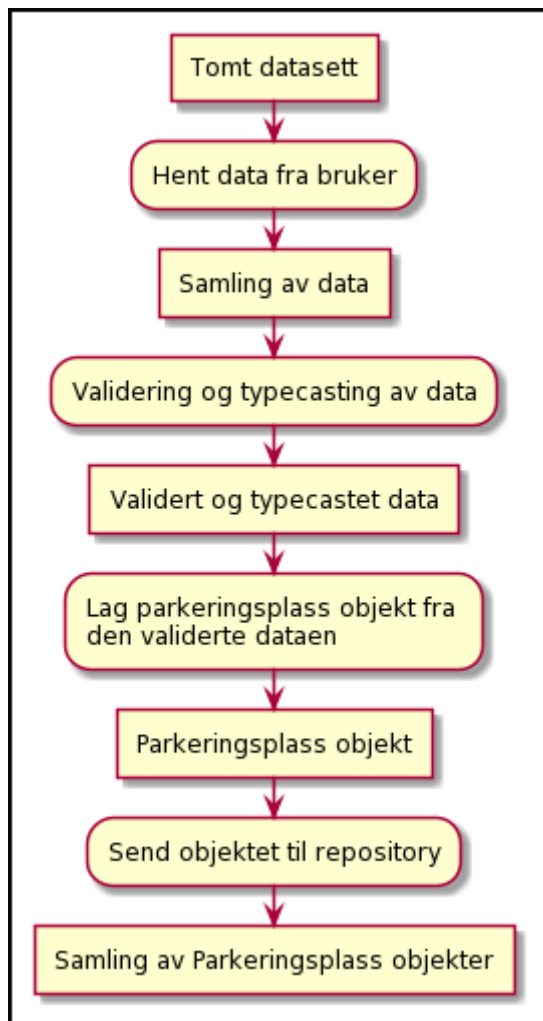 Tomt datasett
Hent data fra bruker
Samling av data
Validering og typecasting av data
Validert og typecastet data
Lag parkeringsplass objekt fra
den validerte dataen
Parkeringsplass objekt
Send objektet til repository
Samling av Parkeringsplass objekter